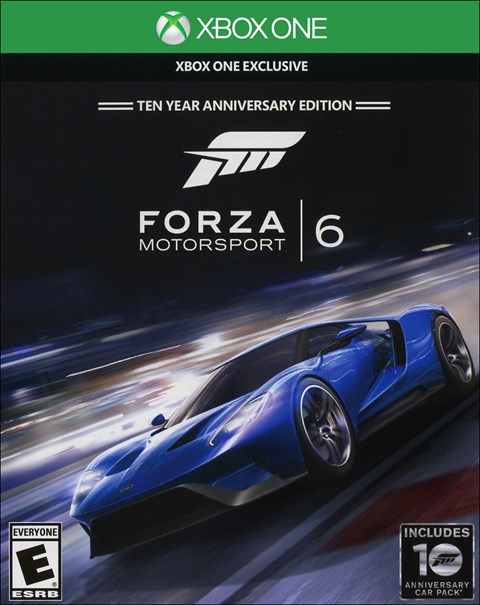 XBOX ONE
XBOX ONE EXCLUSIVE
TEN YEAR ANNIVERSARY EDITION
FORZA
MOTORSPORT
6
EVERYONE
E
ESRB
INCLUDES
10
ANNIVERSARY
CAR PACK*